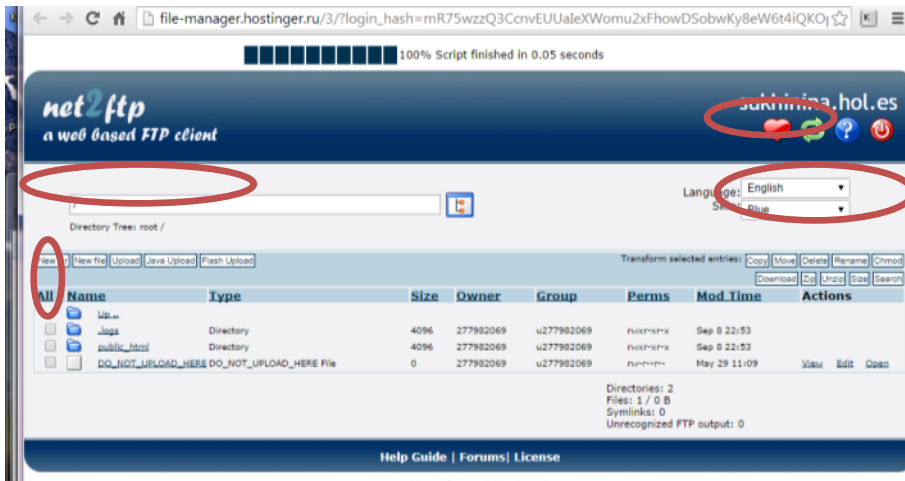 file-manager.hostinger.ru/3/?login_hash=mR75wzzQ3CcnvEUUaIeXWomu2xFhowDSobwKy8eW6t4iQKO
100% Script finished in 0.05 seconds
net2ftp
a web based FTP client
sukhinina.hol.es
Language: English
Skin: Blue
/
Directory Tree: root /
New dir New file Upload Java Upload Flash Upload
Transform selected entries: Copy Move Delete Rename Chmod
Download Zip Unzip Size Search
All Name Type Size Owner Group Perms Mod Time Actions
Up...
.logs Directory 4096 277982069 u277982069 rwxr-xr-x Sep 8 22:53
public_html Directory 4096 277982069 u277982069 rwxr-xr-x Sep 8 22:53
DO_NOT_UPLOAD_HERE DO_NOT_UPLOAD_HERE File 0 277982069 u277982069 rw-r--r-- May 29 11:09 View Edit Open
Directories: 2
Files: 1 / 0 B
Symlinks: 0
Unrecognized FTP output: 0
Help Guide | Forums| License